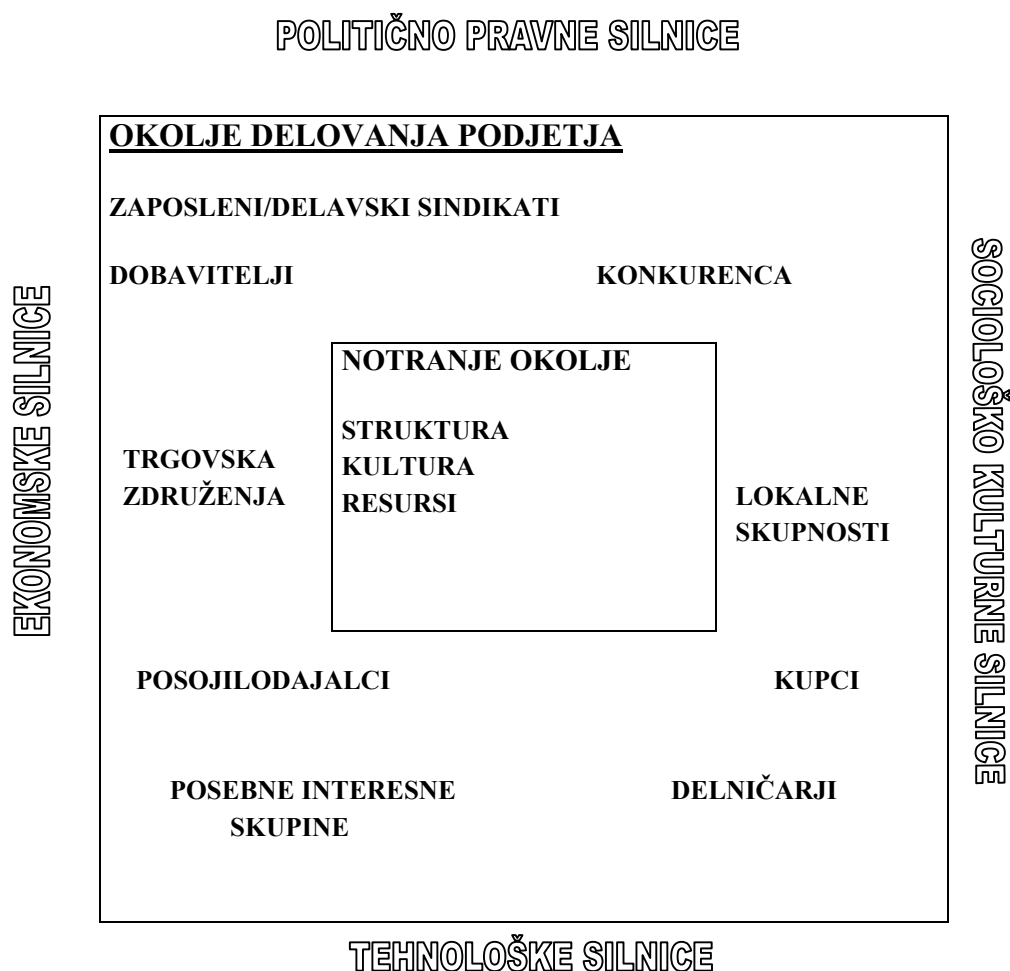 POLITIČNO PRAVNE SILNICE
OKOLJE DELOVANJA PODJETJA
ZAPOSLENI/DELAVSKI SINDIKATI
DOBAVITELJI
KONKURENCA
EKONOMSKE SILNICE
SOCIOLOŠKO KULTURNE SILNICE
NOTRANJE OKOLJE
STRUKTURA
KULTURA
RESURSI
TRGOVSKA
ZDRUŽENJA
LOKALNE
SKUPNOSTI
POSOJILODAJALCI
KUPCI
POSEBNE INTERESNE
SKUPINE
DELNIČARJI
TEHNOLOŠKE SILNICE